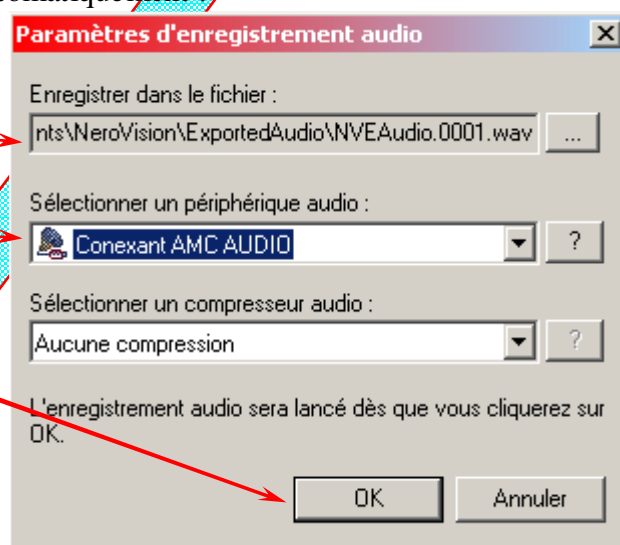 Paramètres d'enregistrement audio
Enregistrer dans le fichier :
nts\NeroVision\ExportedAudio\NVEAudio.0001.wav ...
Sélectionner un périphérique audio :
Conexant AMC AUDIO ?
Sélectionner un compresseur audio :
Aucune compression ?
L'enregistrement audio sera lancé dès que vous cliquerez sur
OK.
OK Annuler